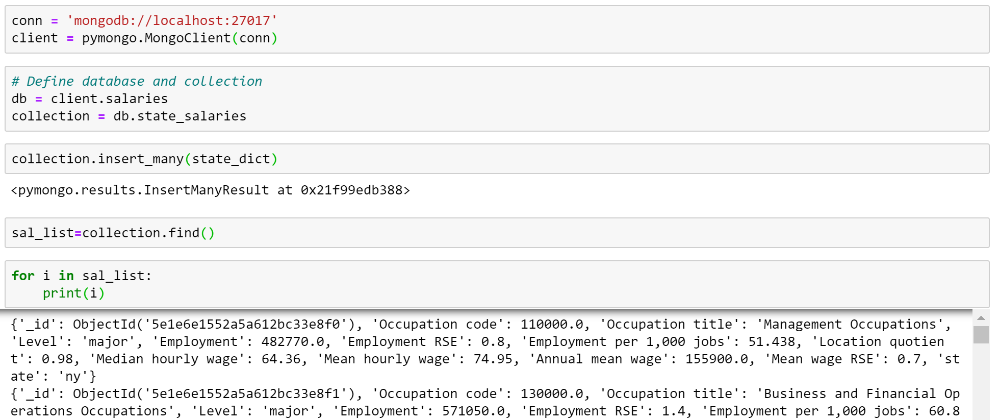 conn = 'mongodb://localhost:27017'
client = pymongo.MongoClient(conn)
# Define database and collection
db = client.salaries
collection = db.state_salaries
collection.insert_many(state_dict)
<pymongo.results.InsertManyResult at 0x21f99edb388>
sal_list=collection.find()
for i in sal_list:
    print(i)
{'_id': ObjectId('5e1e6e1552a5a612bc33e8f0'), 'Occupation code': 110000.0, 'Occupation title': 'Management Occupations',
'Level': 'major', 'Employment': 482770.0, 'Employment RSE': 0.8, 'Employment per 1,000 jobs': 51.438, 'Location quotien
t': 0.98, 'Median hourly wage': 64.36, 'Mean hourly wage': 74.95, 'Annual mean wage': 155900.0, 'Mean wage RSE': 0.7, 'st
ate': 'ny'}
{'_id': ObjectId('5e1e6e1552a5a612bc33e8f1'), 'Occupation code': 130000.0, 'Occupation title': 'Business and Financial Op
erations Occupations', 'Level': 'major', 'Employment': 571050.0, 'Employment RSE': 1.4, 'Employment per 1,000 jobs': 60.8